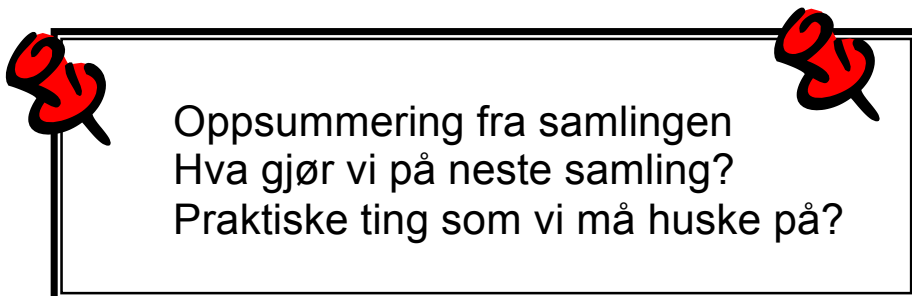 Oppsummering fra samlingen
Hva gjør vi på neste samling?
Praktiske ting som vi må huske på?